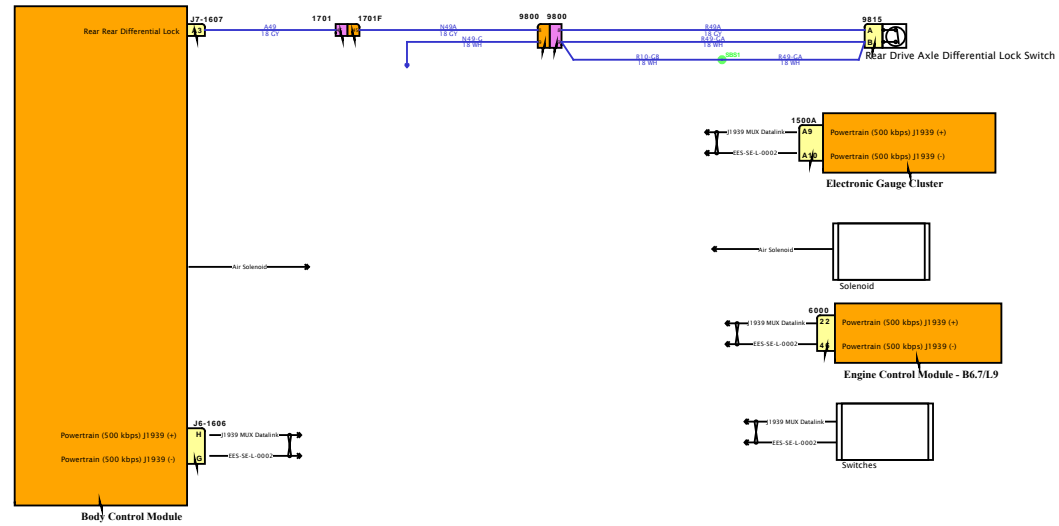 J7-1607
Rear Rear Differential Lock
A3
A49
18 GY
1701
1701F
N49A
18 GY
N49-G
18 WH
9800
9800
R49A
18 GY
R49-GA
18 WH
R10-GB
18 WH
BBS1
R49-GA
18 WH
9815
A
B
Rear Drive Axle Differential Lock Switch
1500A
J1939 MUX Datalink
A9
Powertrain (500 kbps) J1939 (+)
EES-SE-L-0002
A10
Powertrain (500 kbps) J1939 (-)
Electronic Gauge Cluster
Air Solenoid
Air Solenoid
Solenoid
6000
J1939 MUX Datalink
22
Powertrain (500 kbps) J1939 (+)
EES-SE-L-0002
46
Powertrain (500 kbps) J1939 (-)
Engine Control Module - B6.7/L9
J1939 MUX Datalink
EES-SE-L-0002
Switches
J6-1606
Powertrain (500 kbps) J1939 (+)
H
J1939 MUX Datalink
Powertrain (500 kbps) J1939 (-)
G
EES-SE-L-0002
Body Control Module